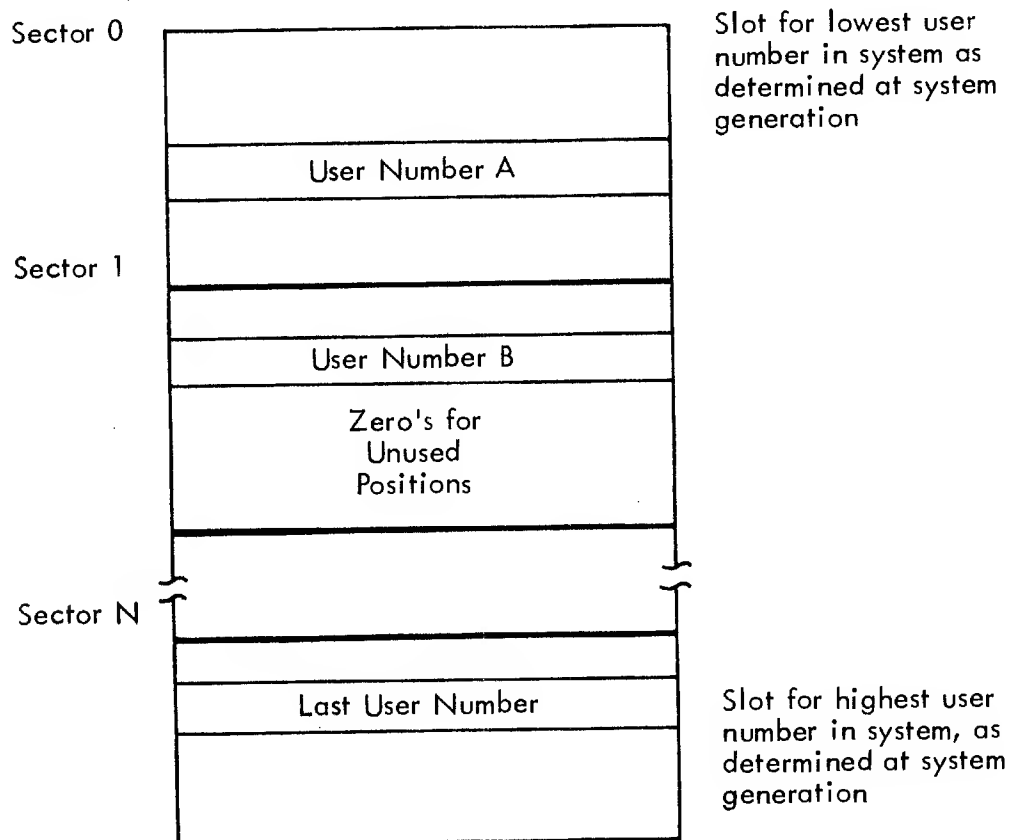 Sector 0
Slot for lowest user
number in system as
determined at system
generation
User Number A
Sector 1
User Number B
Zero's for
Unused
Positions
Sector N
Last User Number
Slot for highest user
number in system, as
determined at system
generation